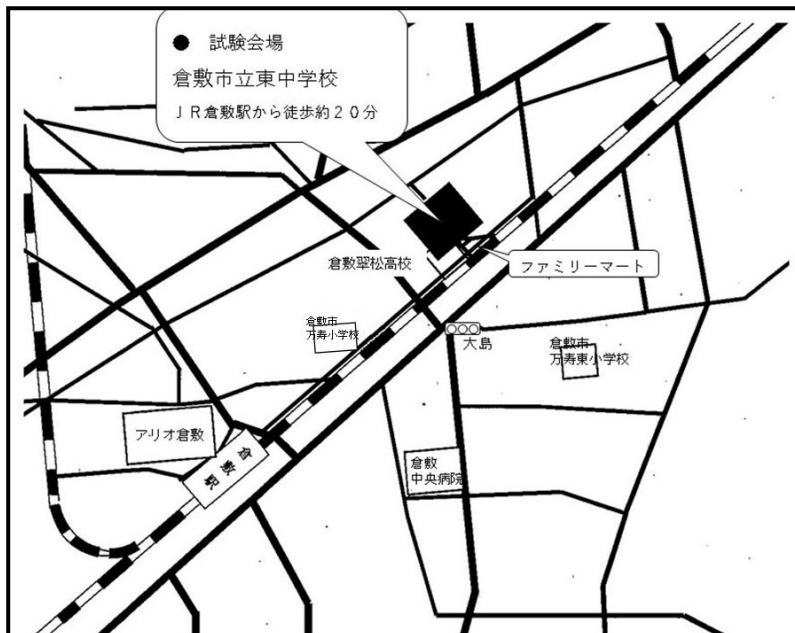 ● 試験会場
倉敷市立東中学校
ＪＲ倉敷駅から徒歩約２０分
倉敷翠松高校
ファミリーマート
倉敷市
万寿小学校
大島
倉敷市
万寿東小学校
アリオ倉敷
倉敷駅
倉敷
中央病院